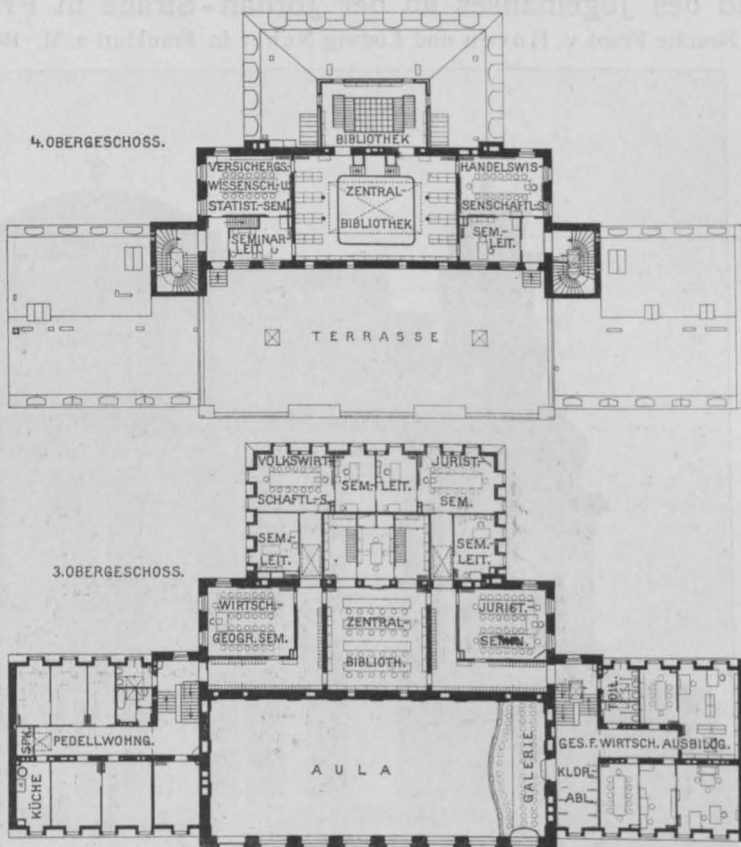 4. OBERGESCHOSS.
BIBLIOTHEK
VERSICHERGS.-
WISSENSCH-U.
STATIST.-SEM.
SEMINAR-
LEIT.
ZENTRAL-
BIBLIOTHEK
HANDELSWIS-
SENSCHAFTL-S.
SEM.-
LEIT.
TERRASSE
VOLKSWIRT-
SCHAFTL-S.
SEM.-LEIT.
JURIST.-
SEM.
SEM.-
LEIT.
SEM.
LEIT.
3. OBERGESCHOSS.
WIRTSCH.-
GEOGR. SEM.
ZENTRAL-
BIBLIOTH.
JURIST.-
PEDELLWOHNG.
SPK.
KÜCHE
AULA
GALERIE
TOIL.
GES. F. WIRTSCH. AUSBILDG.
KLDR.-
ABL.